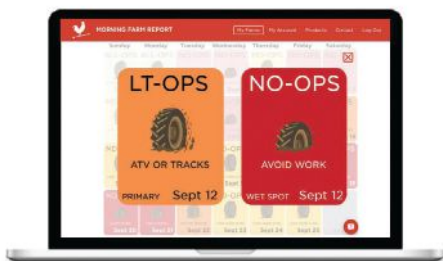 MORNING FARM REPORT
My Farms My Account Products Contact Log Out
Sunday Monday Tuesday Wednesday Thursday Friday Saturday
LT-OPS
ATV OR TRACKS
PRIMARY Sept 12
NO-OPS
AVOID WORK
WET SPOT Sept 12